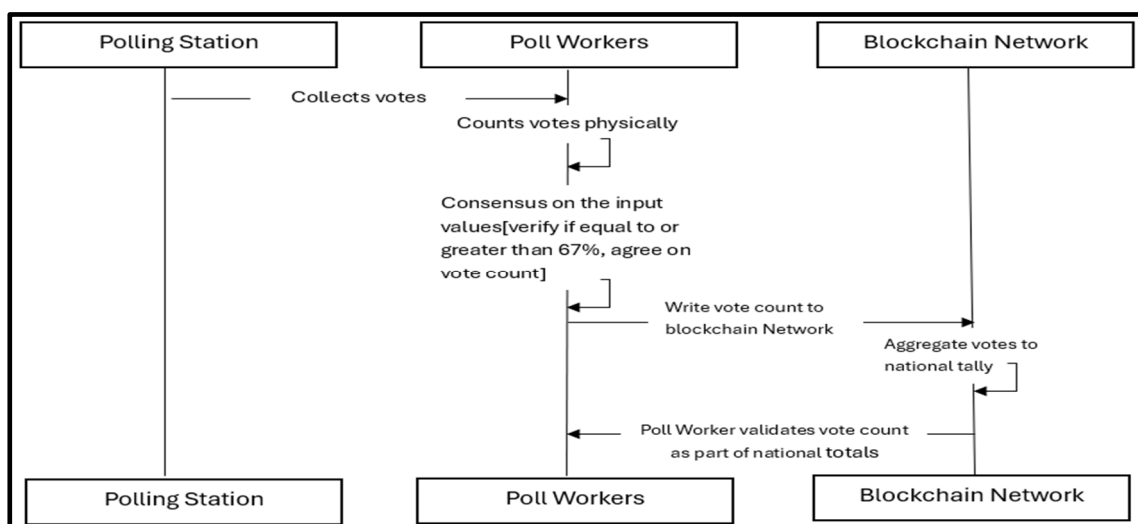 Polling Station
Poll Workers
Blockchain Network
Collects votes
Counts votes physically
Consensus on the input
values[verify if equal to or
greater than 67%, agree on
vote count]
Write vote count to
blockchain Network
Aggregate votes to
national tally
Poll Worker validates vote count
as part of national totals
Polling Station
Poll Workers
Blockchain Network